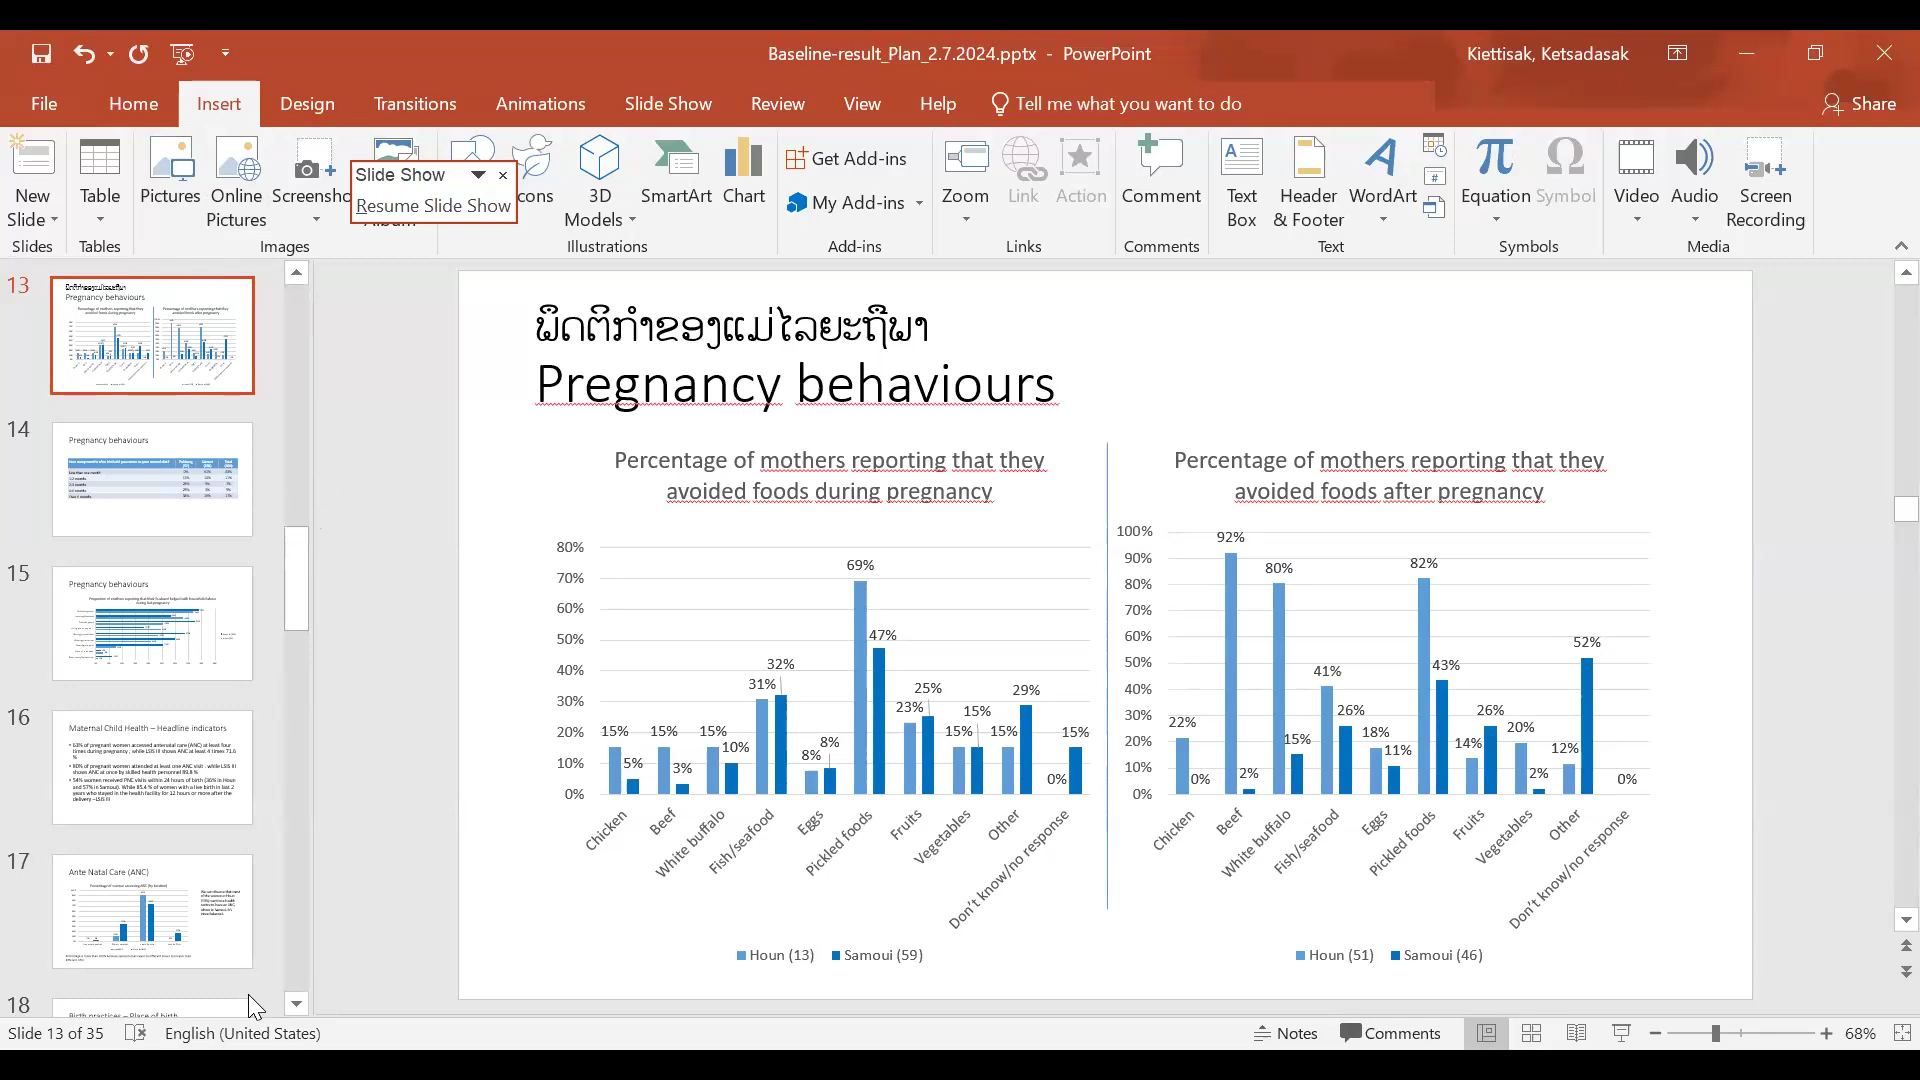 Baseline-result_Plan_2.7.2024.pptx - PowerPoint
Kiettisak, Ketsadasak
File Home Insert Design Transitions Animations Slide Show Review View Help Tell me what you want to do Share
New Slide
Table
Pictures
Online Pictures
Slide Show
Resume Slide Show
3D Models
SmartArt
Chart
Get Add-ins
My Add-ins
Zoom
Link
Action
Comment
Text Box
Header & Footer
WordArt
Equation
Symbol
Video
Audio
Screen Recording
Slides Tables Images Illustrations Add-ins Links Comments Text Symbols Media
13
Pregnancy behaviours
14
Pregnancy behaviours
15
Pregnancy behaviours
16
Maternal Child Health – Headline indicators
17
Ante Natal Care (ANC)
18
ພຶດຕິກຳຂອງແມ່ໄລຍະຖືພາ
Pregnancy behaviours
Percentage of mothers reporting that they
avoided foods during pregnancy
80%
70%
60%
50%
40%
30%
20%
10%
0%
15% 5% 15% 3% 15% 10% 31% 32% 8% 8% 69% 47% 23% 25% 15% 15% 15% 29% 0% 15%
Chicken Beef White buffalo Fish/seafood Eggs Pickled foods Fruits Vegetables Other Don't know/no response
Houn (13) Samoui (59)
Percentage of mothers reporting that they
avoided foods after pregnancy
100%
90%
80%
70%
60%
50%
40%
30%
20%
10%
0%
22% 0% 92% 2% 80% 15% 41% 26% 18% 11% 82% 43% 14% 26% 20% 2% 12% 52% 0%
Chicken Beef White buffalo Fish/seafood Eggs Pickled foods Fruits Vegetables Other Don't know/no response
Houn (51) Samoui (46)
Slide 13 of 35 English (United States) Notes Comments 68%